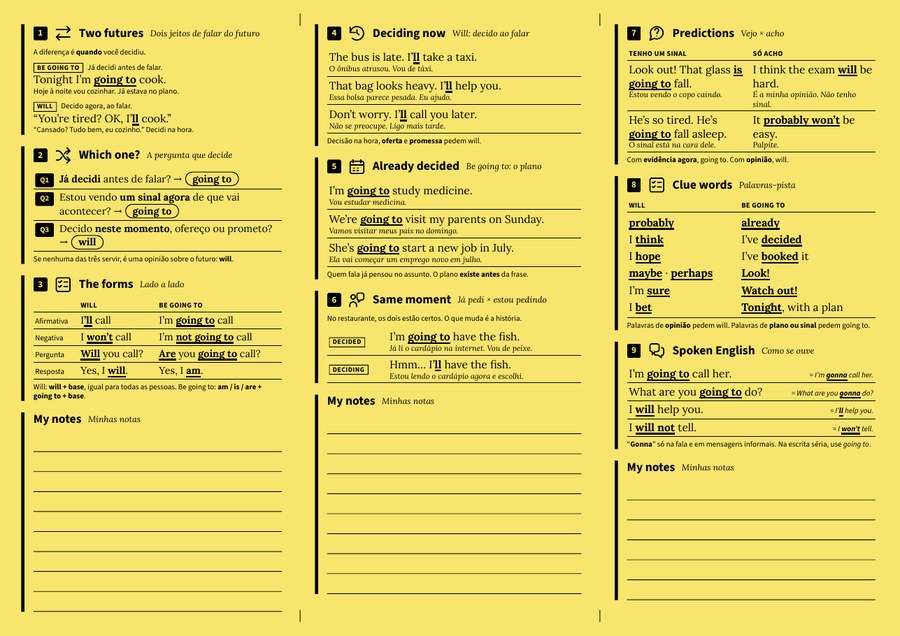 1 Two futures Dois jeitos de falar do futuro
A diferença é quando você decidiu.
BE GOING TO Já decidi antes de falar.
Tonight I'm going to cook.
Hoje à noite vou cozinhar. Já estava no plano.
WILL Decido agora, ao falar.
“You're tired? OK, I'll cook.”
“Cansado? Tudo bem, eu cozinho.” Decidi na hora.
2 Which one? A pergunta que decide
Q1 Já decidi antes de falar? → going to
Q2 Estou vendo um sinal agora de que vai
acontecer? → going to
Q3 Decido neste momento, ofereço ou prometo?
→ will
Se nenhuma das três servir, é uma opinião sobre o futuro: will.
3 The forms Lado a lado
WILL BE GOING TO
Afirmativa I'll call I'm going to call
Negativa I won't call I'm not going to call
Pergunta Will you call? Are you going to call?
Resposta Yes, I will. Yes, I am.
Will: will + base, igual para todas as pessoas. Be going to: am / is / are +
going to + base.
My notes Minhas notas
4 Deciding now Will: decido ao falar
The bus is late. I'll take a taxi.
O ônibus atrasou. Vou de táxi.
That bag looks heavy. I'll help you.
Essa bolsa parece pesada. Eu ajudo.
Don't worry. I'll call you later.
Não se preocupe. Ligo mais tarde.
Decisão na hora, oferta e promessa pedem will.
5 Already decided Be going to: o plano
I'm going to study medicine.
Vou estudar medicina.
We're going to visit my parents on Sunday.
Vamos visitar meus pais no domingo.
She's going to start a new job in July.
Ela vai começar um emprego novo em julho.
Quem fala já pensou no assunto. O plano existe antes da frase.
6 Same moment Já pedi × estou pedindo
No restaurante, os dois estão certos. O que muda é a história.
DECIDED I'm going to have the fish.
Já li o cardápio na internet. Vou de peixe.
DECIDING Hmm... I'll have the fish.
Estou lendo o cardápio agora e escolhi.
My notes Minhas notas
7 Predictions Vejo × acho
TENHO UM SINAL SÓ ACHO
Look out! That glass is I think the exam will be
going to fall. hard.
Estou vendo o copo caindo. É a minha opinião. Não tenho
sinal.
He's so tired. He's It probably won't be
going to fall asleep. easy.
O sinal está na cara dele. Palpite.
Com evidência agora, going to. Com opinião, will.
8 Clue words Palavras-pista
WILL BE GOING TO
probably already
I think I've decided
I hope I've booked it
maybe · perhaps Look!
I'm sure Watch out!
I bet Tonight, with a plan
Palavras de opinião pedem will. Palavras de plano ou sinal pedem going to.
9 Spoken English Como se ouve
I'm going to call her. ≈ I'm gonna call her.
What are you going to do? ≈ What are you gonna do?
I will help you. ≈ I'll help you.
I will not tell. ≈ I won't tell.
“Gonna” só na fala e em mensagens informais. Na escrita séria, use going to.
My notes Minhas notas